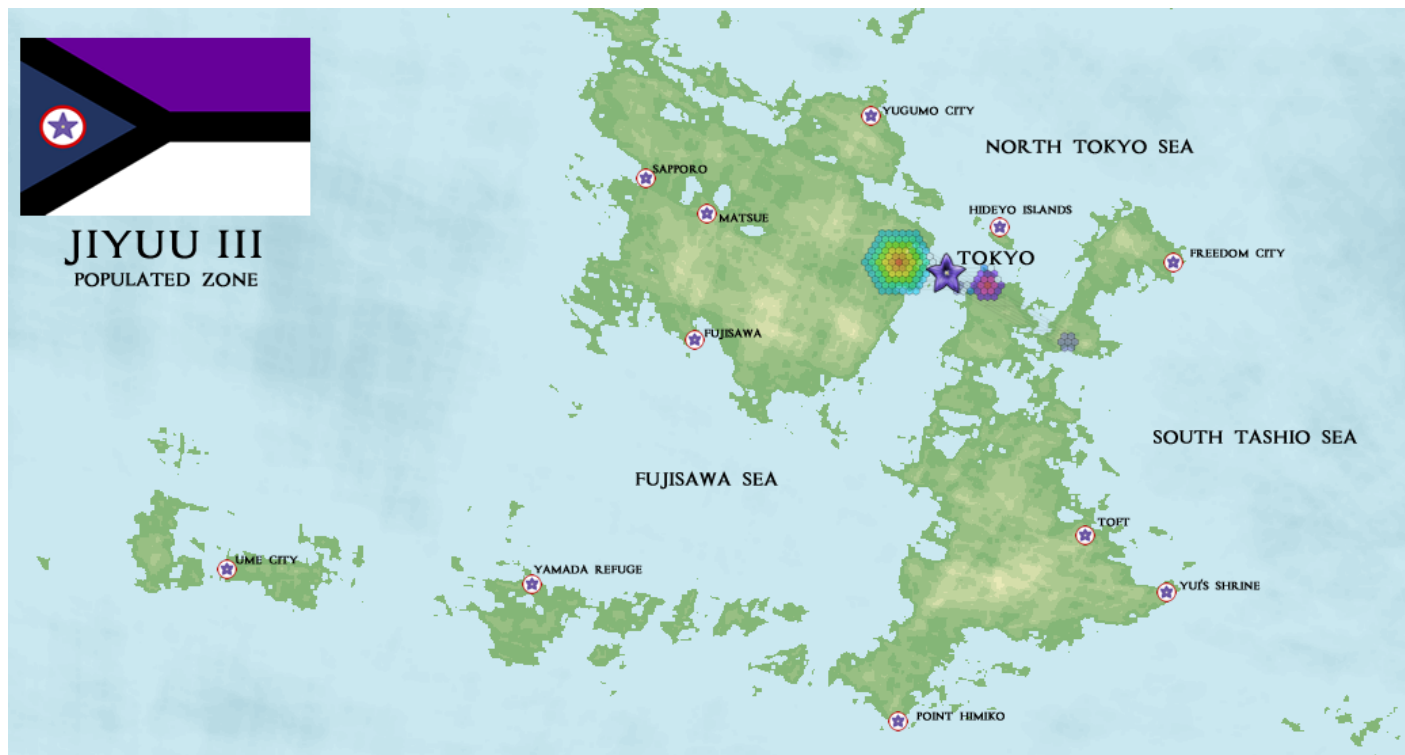 YUGUMO CITY
NORTH TOKYO SEA
SAPPORO
MATSUE
HIDEYO ISLANDS
JIYUU III
POPULATED ZONE
TOKYO
FREEDOM CITY
FUJISAWA
SOUTH TASHIO SEA
FUJISAWA SEA
TOFT
UME CITY
YAMADA REFUGE
YUI'S SHRINE
POINT HIMIKO